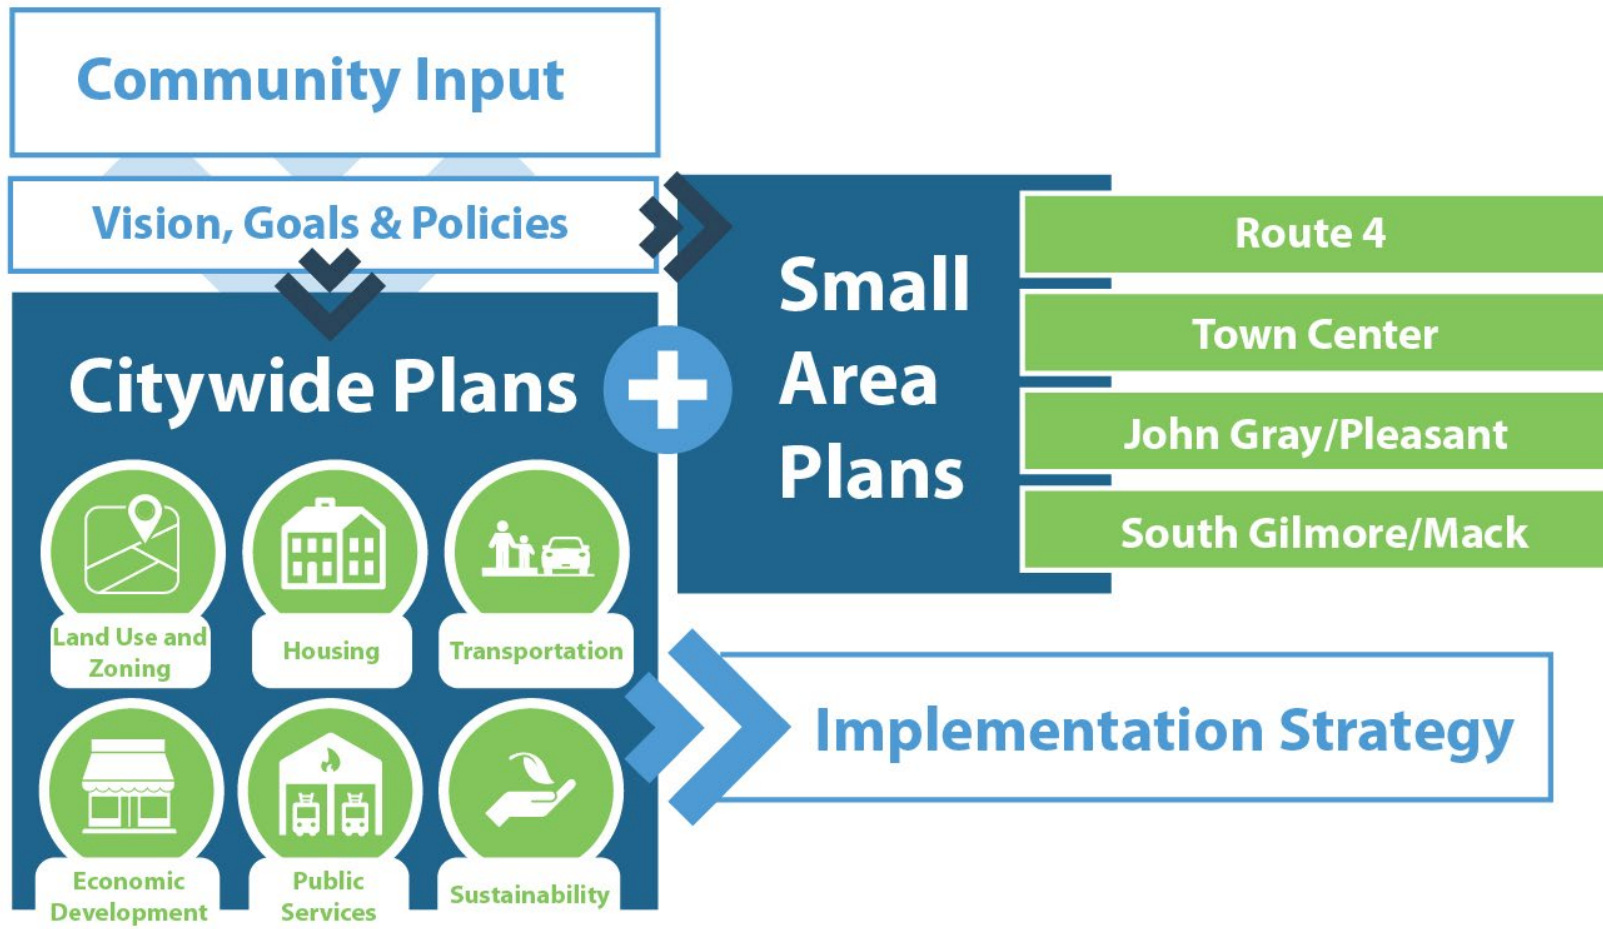 Community Input
Vision, Goals & Policies
Citywide Plans
Land Use and
Zoning
Housing
Transportation
Economic
Development
Public
Services
Sustainability
Small
Area
Plans
Route 4
Town Center
John Gray/Pleasant
South Gilmore/Mack
Implementation Strategy